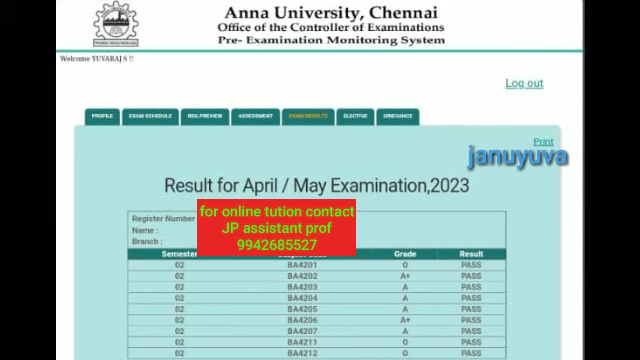 Anna University, Chennai
Office of the Controller of Examinations
Pre- Examination Monitoring System
Welcome YUVARAJ S !!
Log out
PROFILE EXAM SCHEDULE REG.PREVIEW ASSESSMENT EXAM RESULTS ELECTIVE GRIEVANCE
Print
januyuva
Result for April / May Examination,2023
Register Number
Name :
Branch :
for online tution contact
JP assistant prof
9942685527
Semester Grade Result
02 BA4201 O PASS
02 BA4202 A+ PASS
02 BA4203 A PASS
02 BA4204 A PASS
02 BA4205 A PASS
02 BA4206 A+ PASS
02 BA4207 A PASS
02 BA4211 O PASS
02 BA4212 O PASS